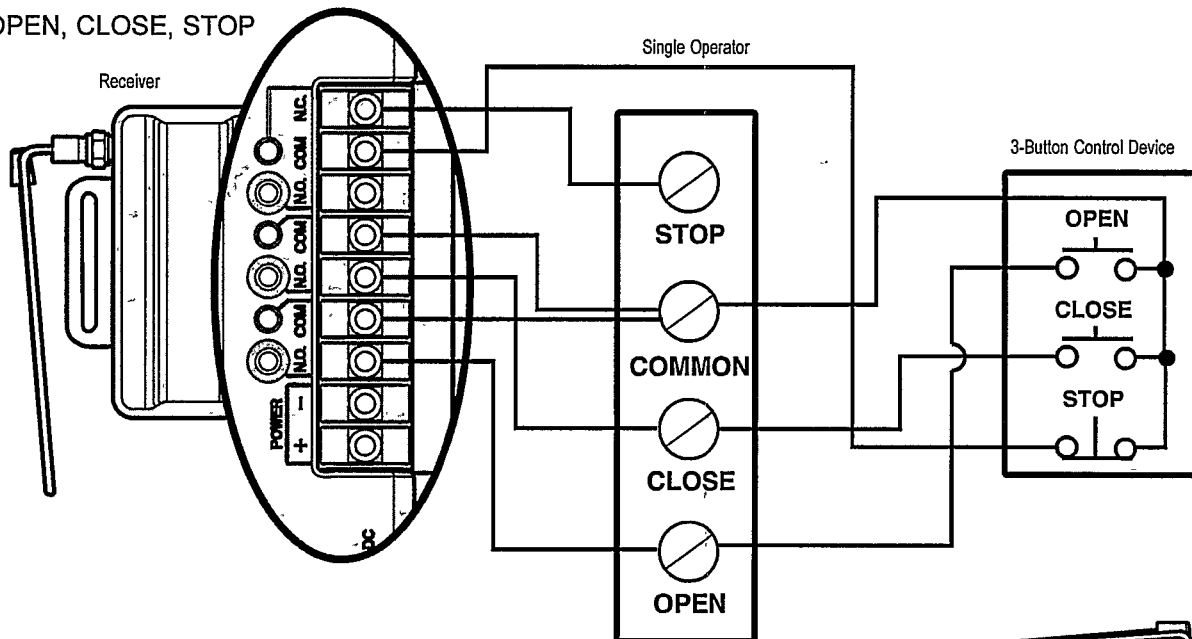 OPEN, CLOSE, STOP
Single Operator
Receiver
3-Button Control Device
N.C.
COM
N.O.
COM
N.O.
COM
N.O.
POWER
-
+
DC
STOP
COMMON
CLOSE
OPEN
OPEN
CLOSE
STOP